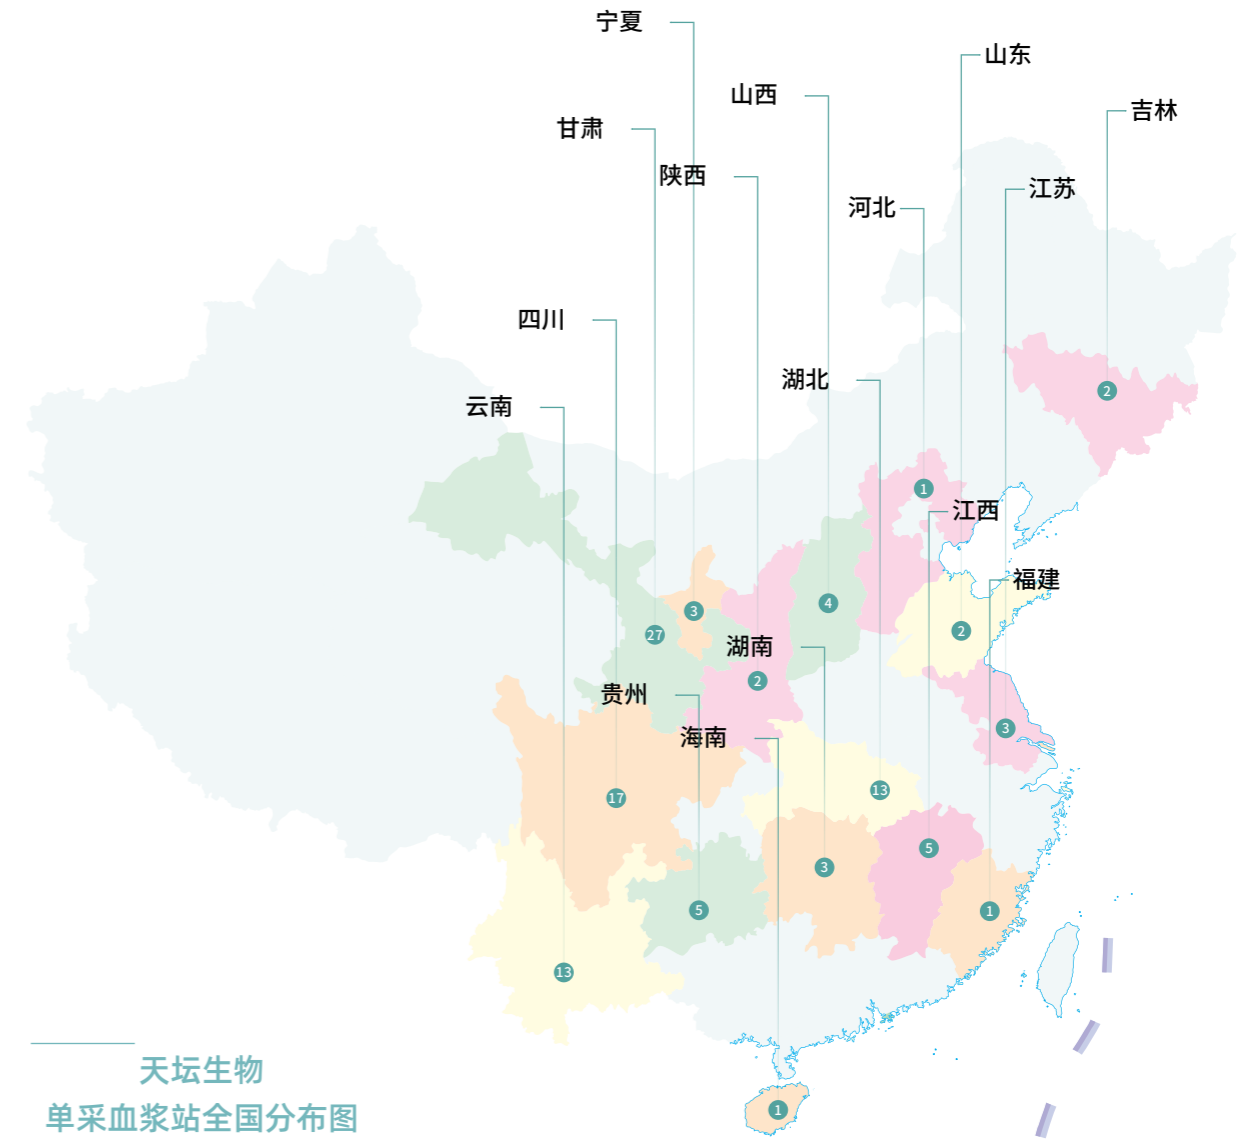 宁夏
山东
山西
吉林
甘肃
陕西
江苏
河北
四川
湖北
云南
2
1
江西
福建
4
3
2
27
湖南
2
贵州
3
海南
13
17
5
3
5
1
13
天坛生物
单采血浆站全国分布图
1